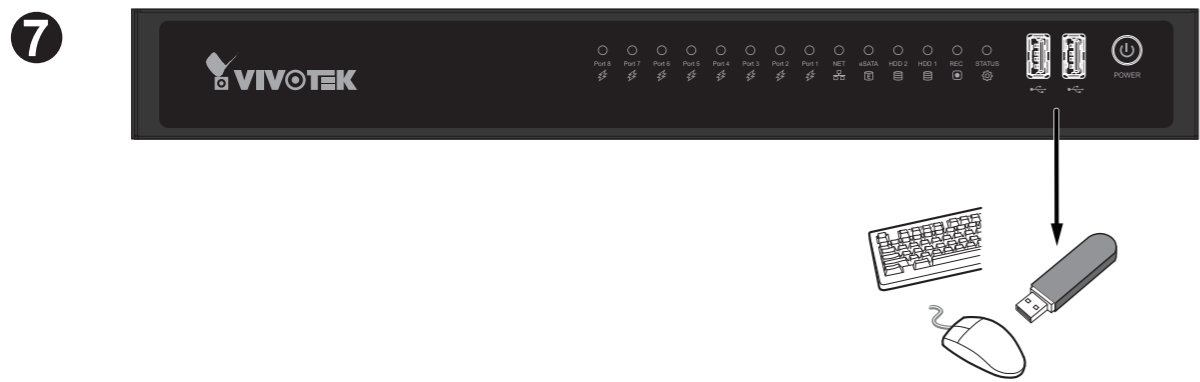 7
VIVOTEK
Port 8 Port 7 Port 6 Port 5 Port 4 Port 3 Port 2 Port 1 NET eSATA HDD 2 HDD 1 REC STATUS
POWER